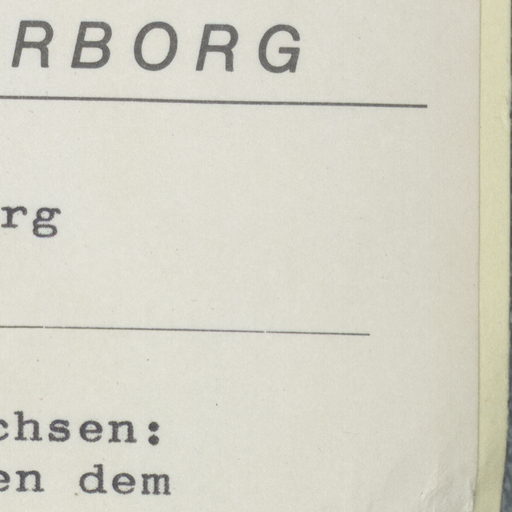 RBORG
rg
chsen:
en dem